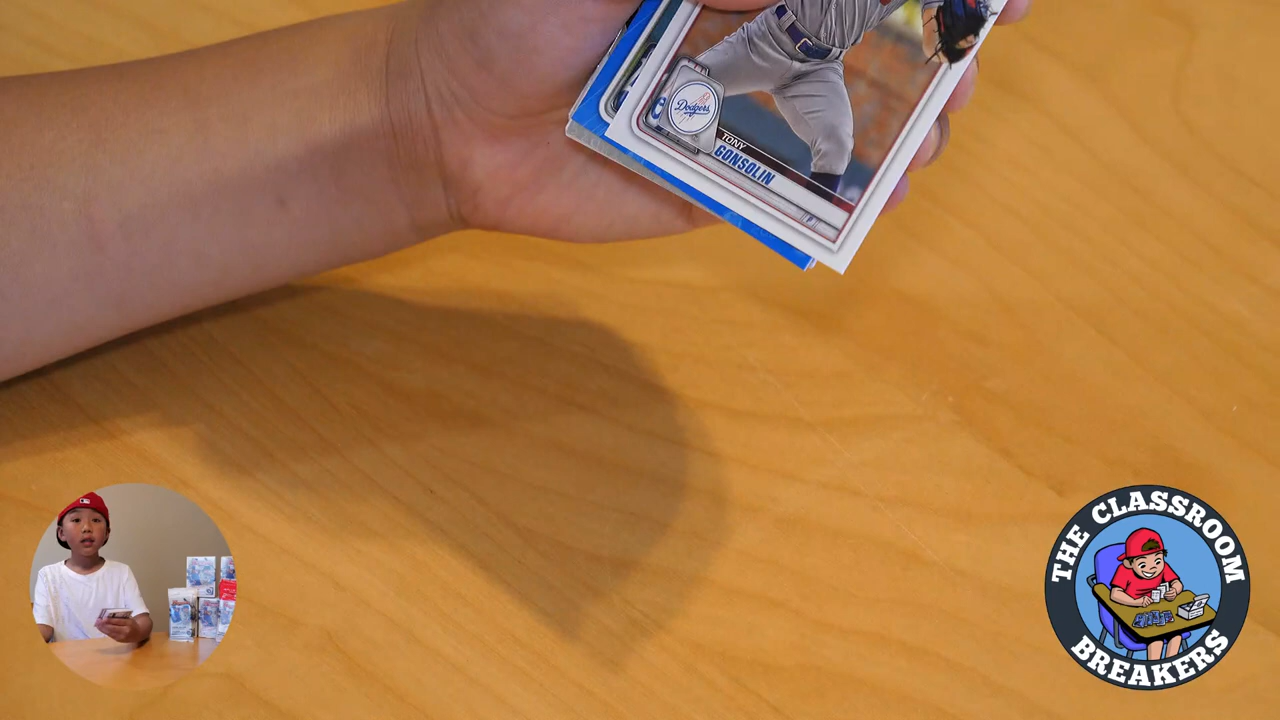 Dodgers
TONY
GONSOLIN
P
THE CLASSROOM
BREAKERS